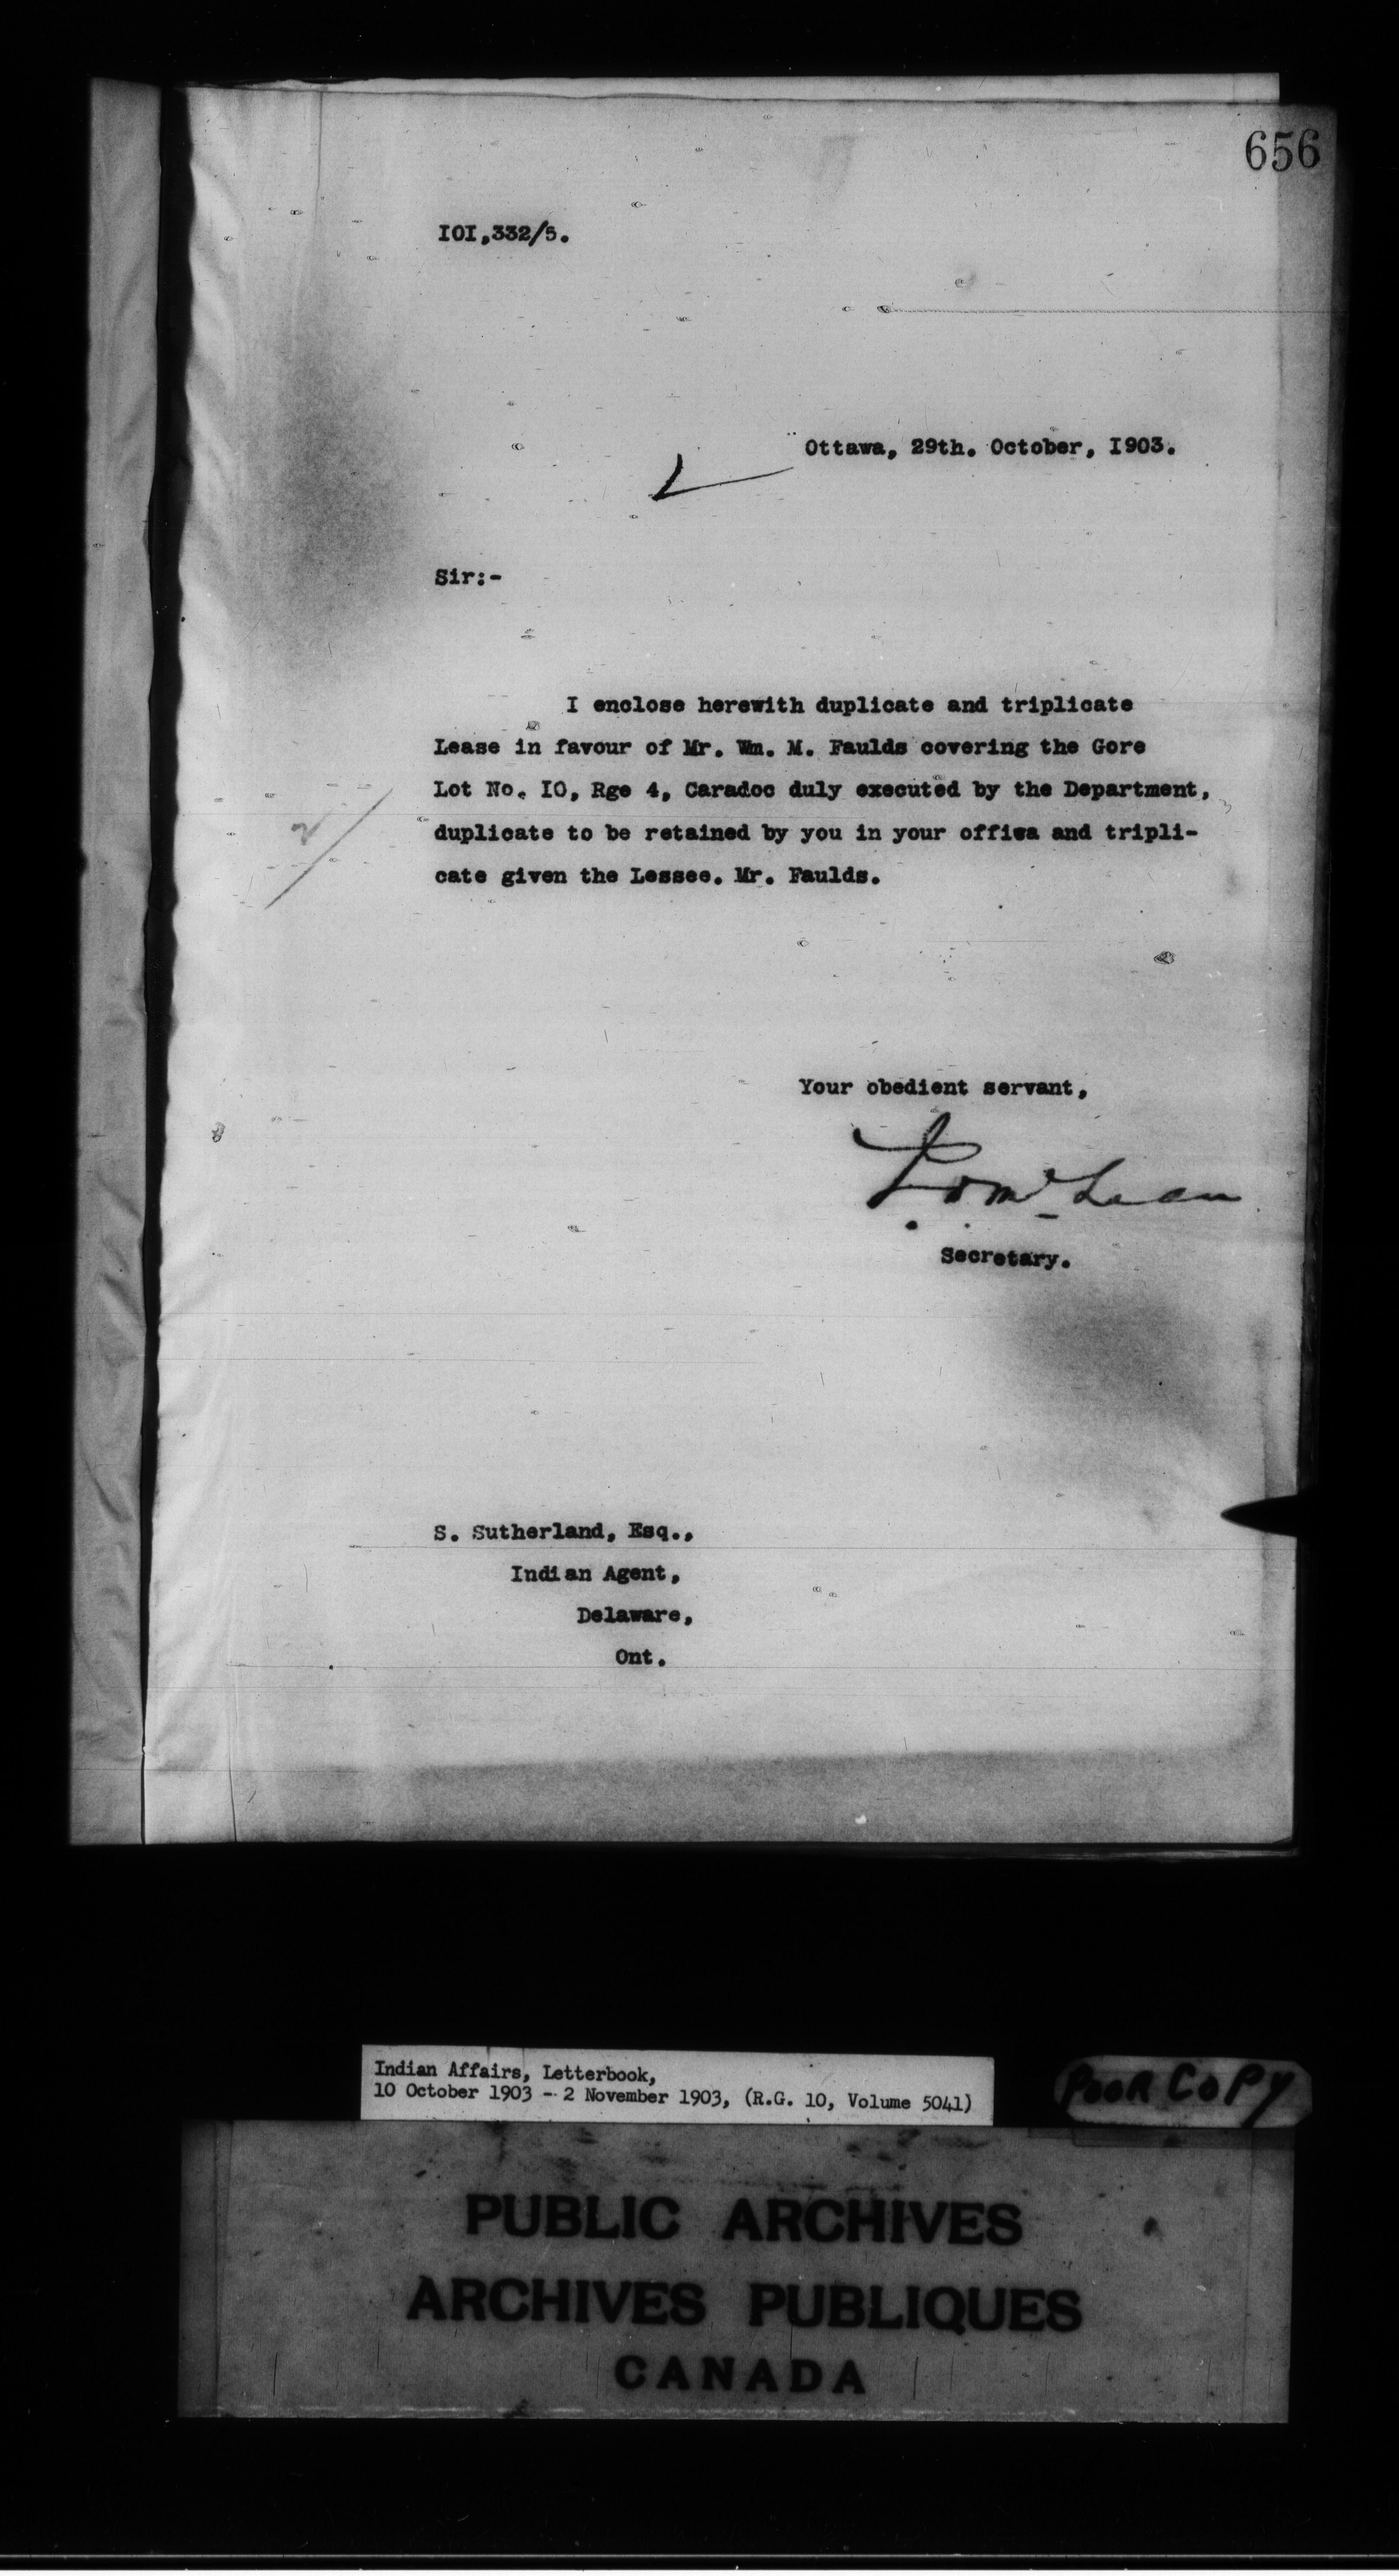 656
IOI,332/5.
Ottawa, 29th. October, I903.
Sir:-
I enclose herewith duplicate and triplicate
Lease in favour of Mr. Wm. M. Faulds covering the Gore
Lot No. IO, Rge 4, Caradoc duly executed by the Department,
duplicate to be retained by you in your offiea and tripli-
cate given the Lessee. Mr. Faulds.
Your obedient servant,
McLean
Secretary.
S. Sutherland, Esq.,
Indian Agent,
Delaware,
Ont.
Indian Affairs, Letterbook,
10 October 1903 - 2 November 1903, (R.G. 10, Volume 5041)
POOR COPY
PUBLIC ARCHIVES
ARCHIVES PUBLIQUES
CANADA